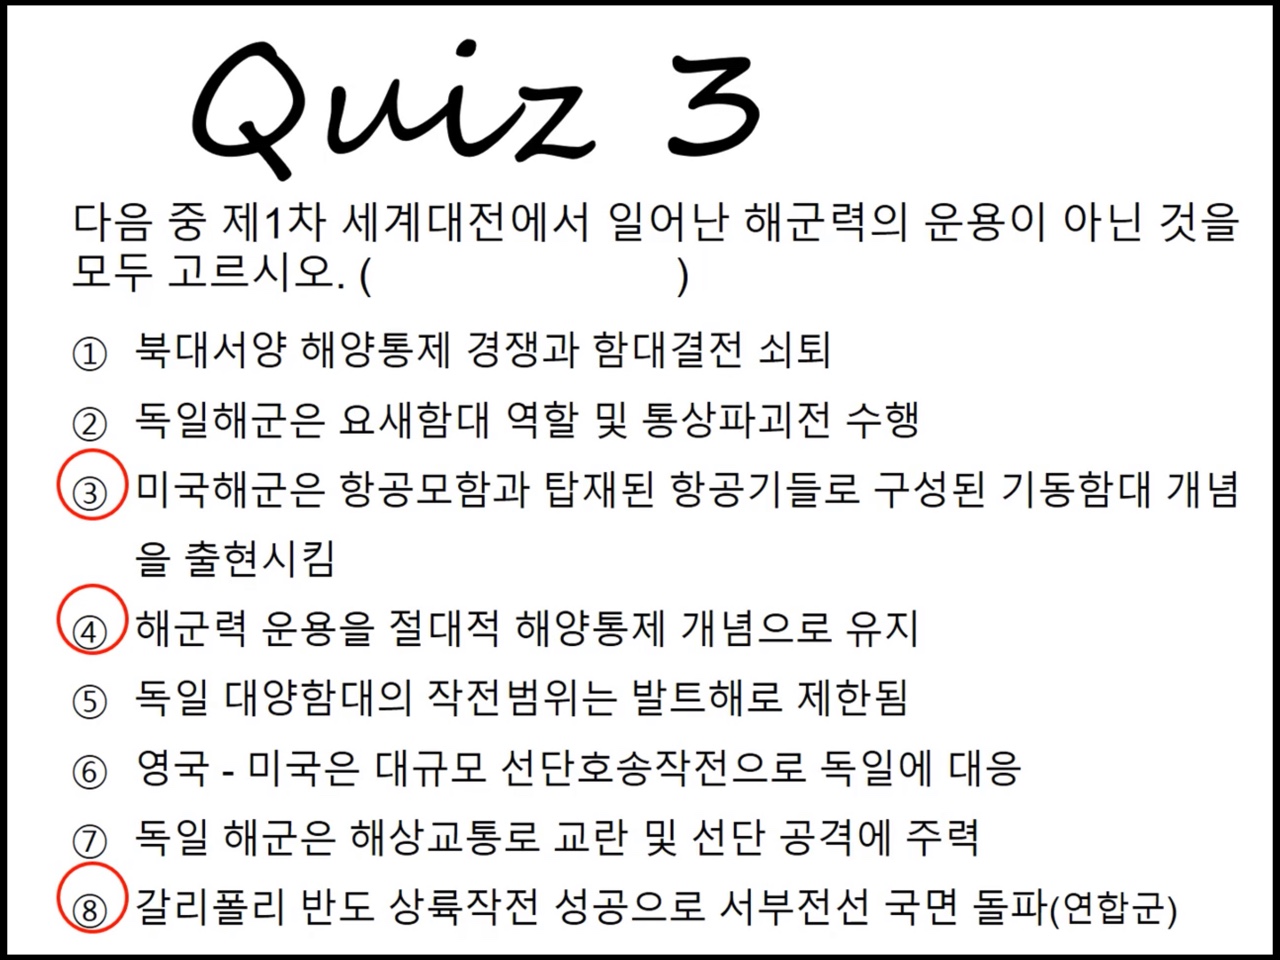 Quiz 3
다음 중 제1차 세계대전에서 일어난 해군력의 운용이 아닌 것을
모두 고르시오. ( )
① 북대서양 해양통제 경쟁과 함대결전 쇠퇴
② 독일해군은 요새함대 역할 및 통상파괴전 수행
③ 미국해군은 항공모함과 탑재된 항공기들로 구성된 기동함대 개념
을 출현시킴
④ 해군력 운용을 절대적 해양통제 개념으로 유지
⑤ 독일 대양함대의 작전범위는 발트해로 제한됨
⑥ 영국 - 미국은 대규모 선단호송작전으로 독일에 대응
⑦ 독일 해군은 해상교통로 교란 및 선단 공격에 주력
⑧ 갈리폴리 반도 상륙작전 성공으로 서부전선 국면 돌파(연합군)